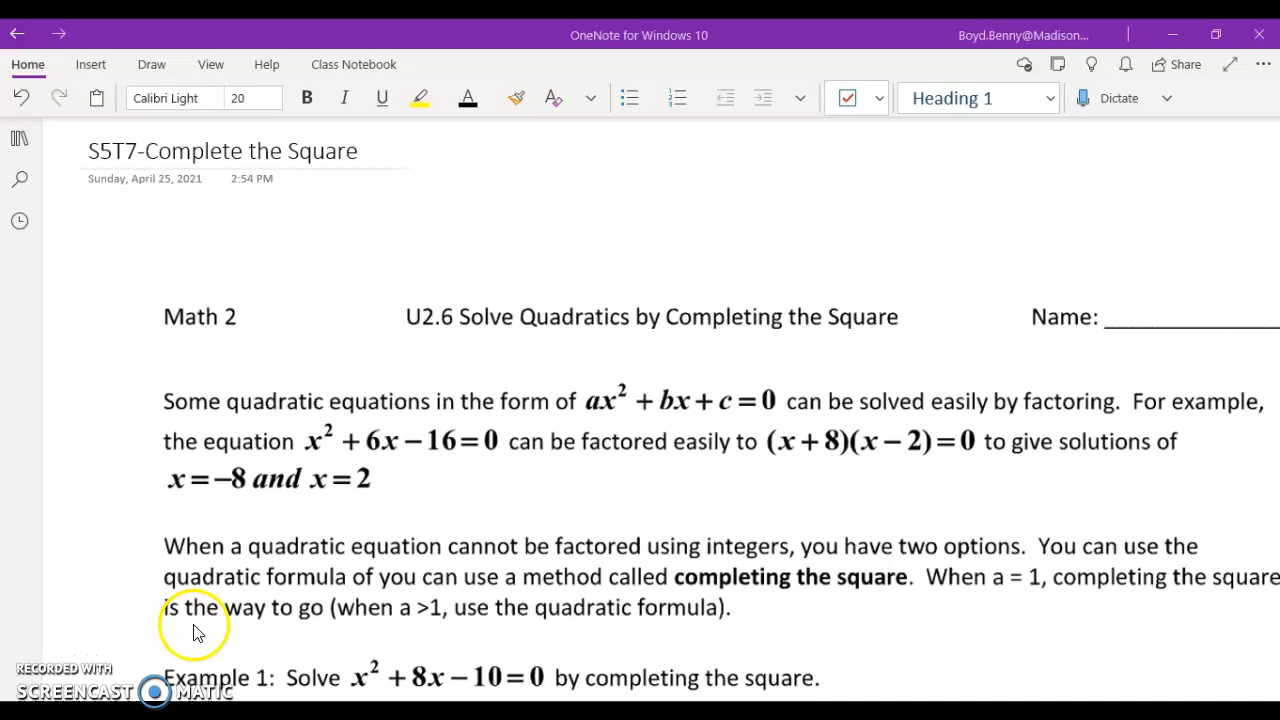 OneNote for Windows 10 Boyd.Benny@Madison...
Home Insert Draw View Help Class Notebook Share
Calibri Light 20 B I U A Heading 1 Dictate
S5T7-Complete the Square
Sunday, April 25, 2021 2:54 PM
Math 2 U2.6 Solve Quadratics by Completing the Square Name: ______________
Some quadratic equations in the form of ax² + bx + c = 0 can be solved easily by factoring. For example,
the equation x² + 6x − 16 = 0 can be factored easily to (x + 8)(x − 2) = 0 to give solutions of
x = −8 and x = 2
When a quadratic equation cannot be factored using integers, you have two options. You can use the
quadratic formula of you can use a method called completing the square. When a = 1, completing the square
is the way to go (when a >1, use the quadratic formula).
Example 1: Solve x² + 8x − 10 = 0 by completing the square.
RECORDED WITH
SCREENCAST MATIC